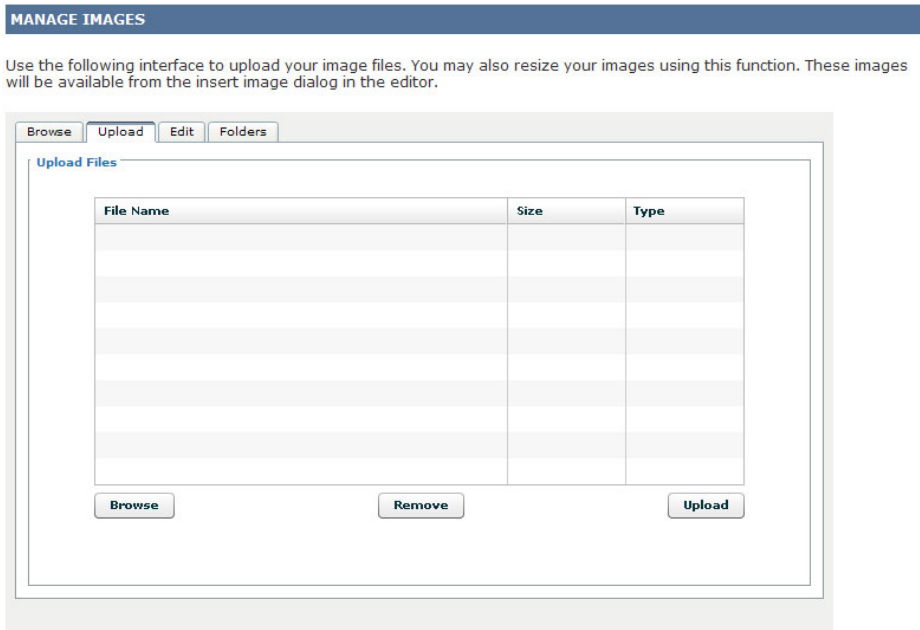 MANAGE IMAGES
Use the following interface to upload your image files. You may also resize your images using this function. These images
will be available from the insert image dialog in the editor.
Browse Upload Edit Folders
Upload Files
File Name Size Type
Browse Remove Upload